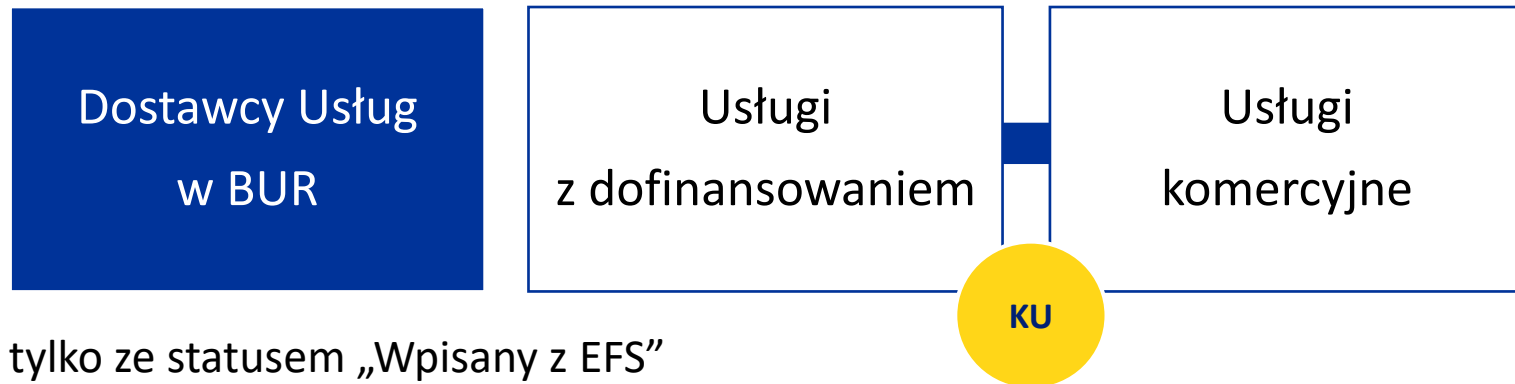 Dostawcy Usług
w BUR
Usługi
z dofinansowaniem
Usługi
komercyjne
KU
tylko ze statusem „Wpisany z EFS”